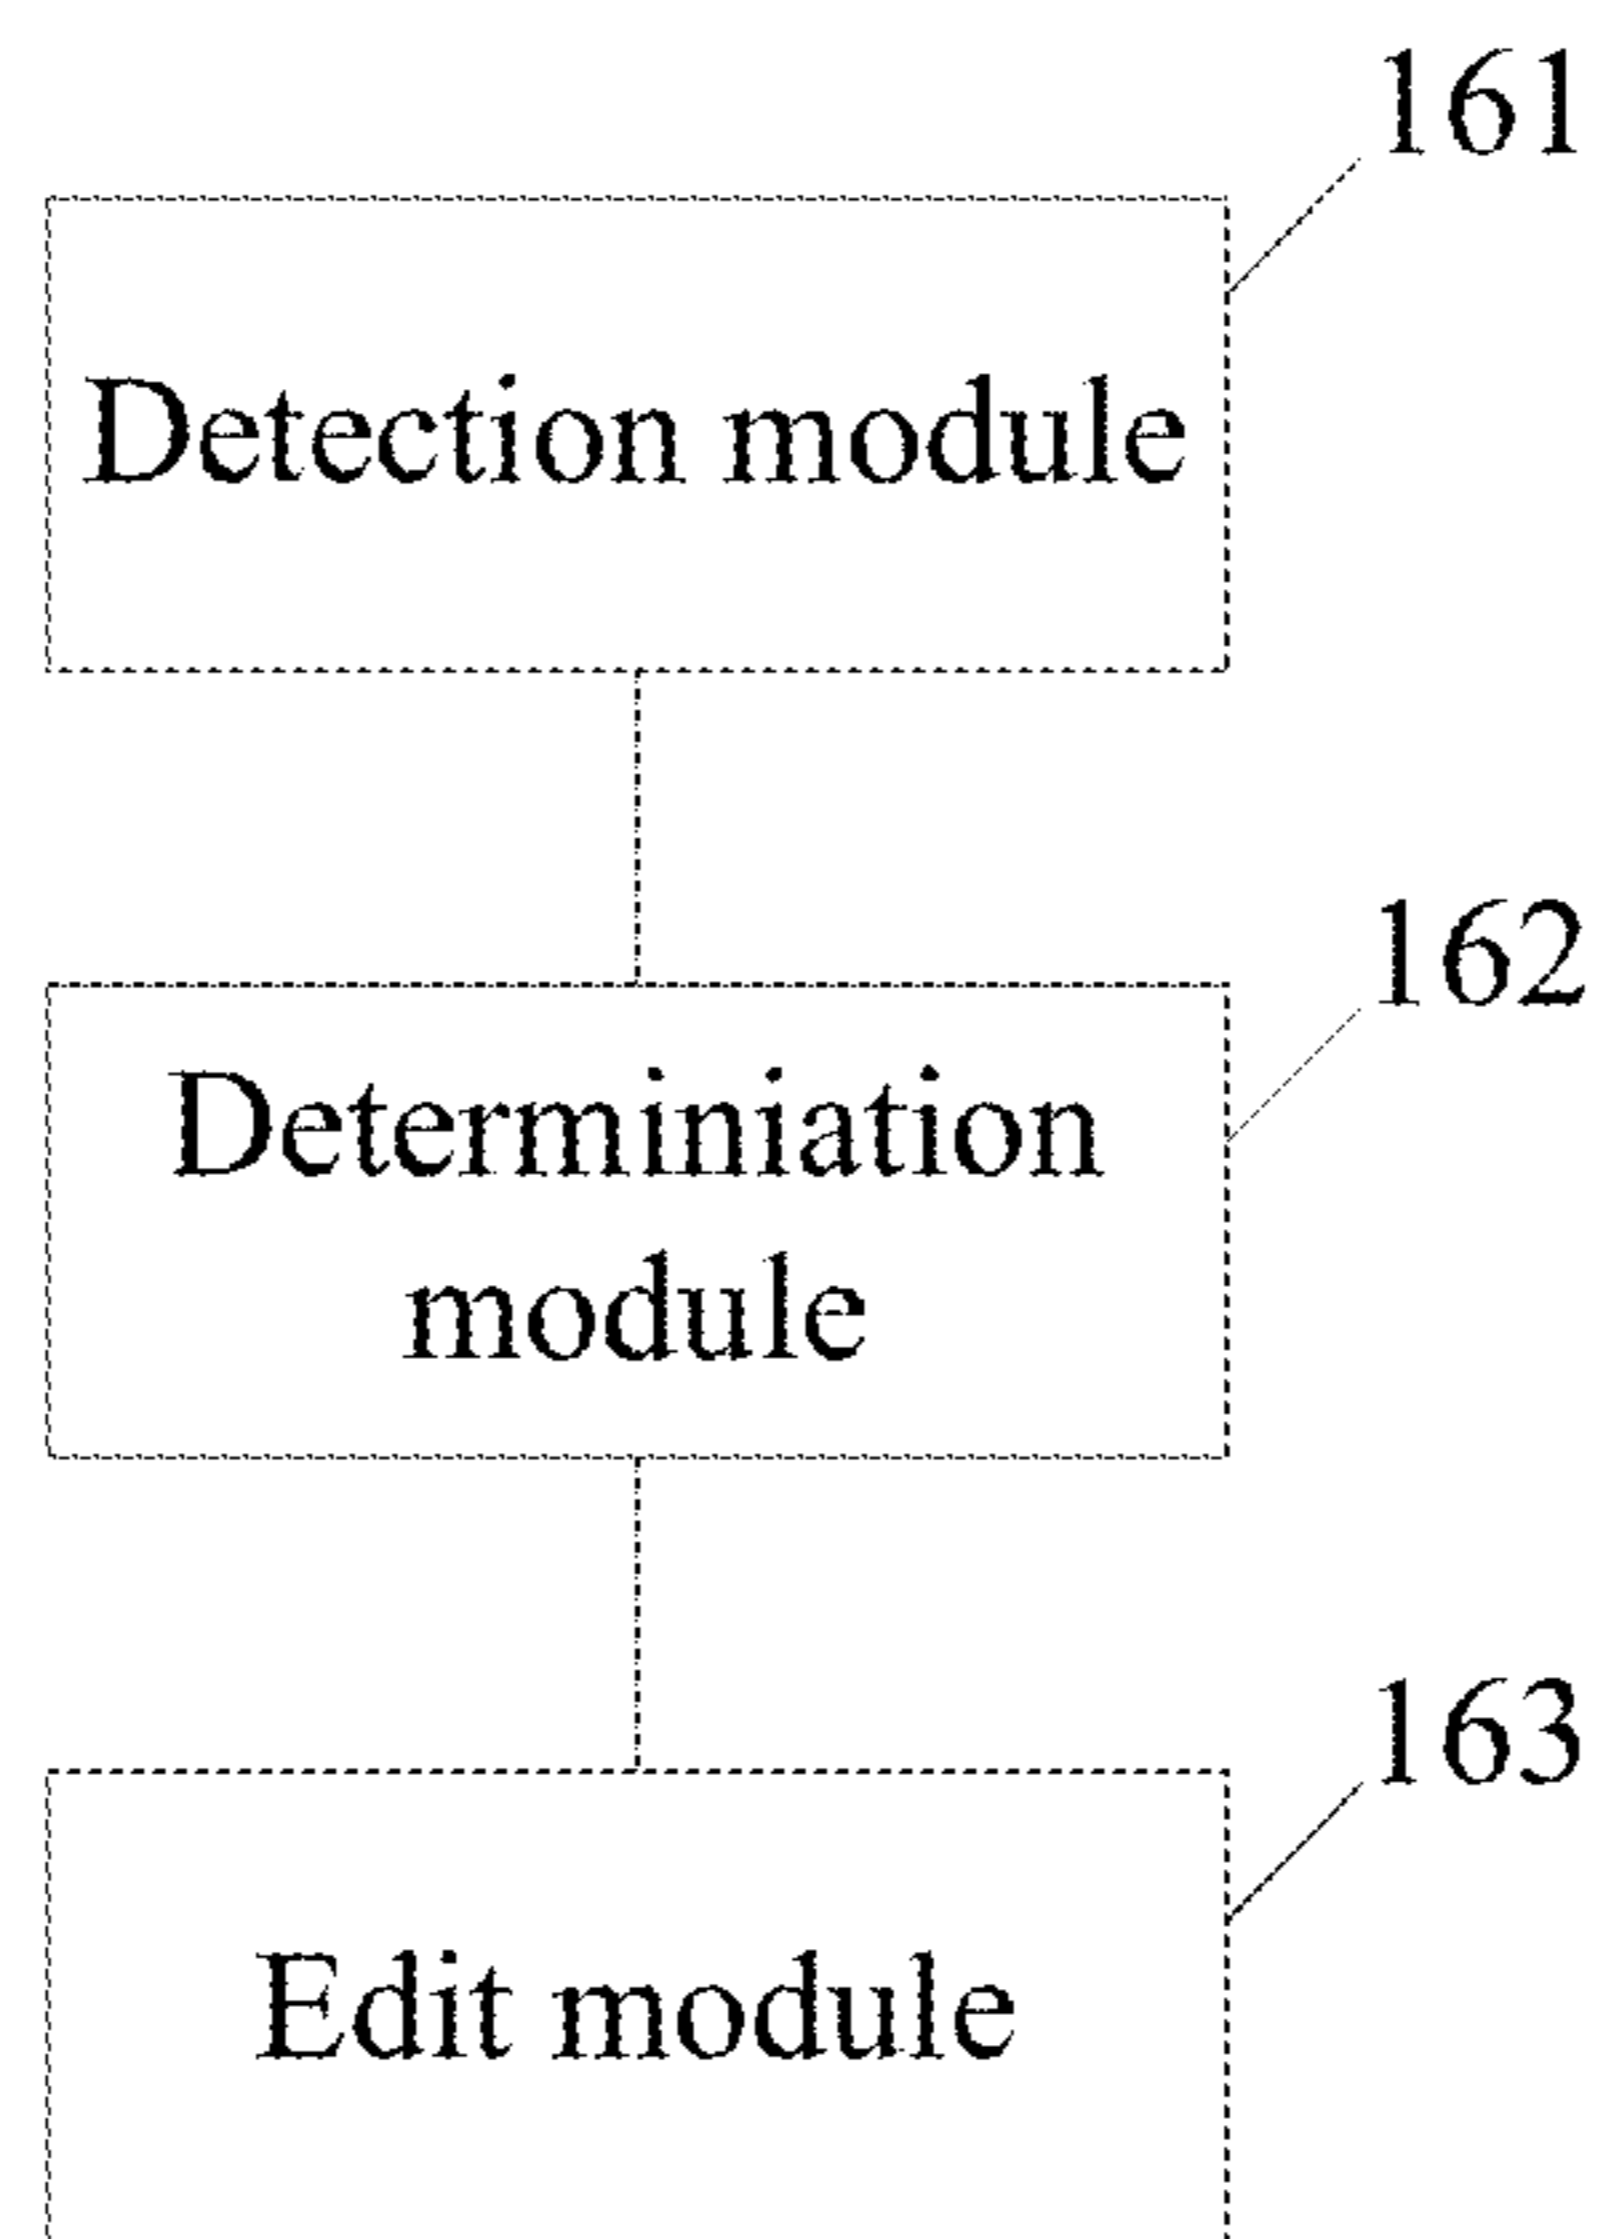 161
Detection module
162
Determiniation
module
163
Edit module